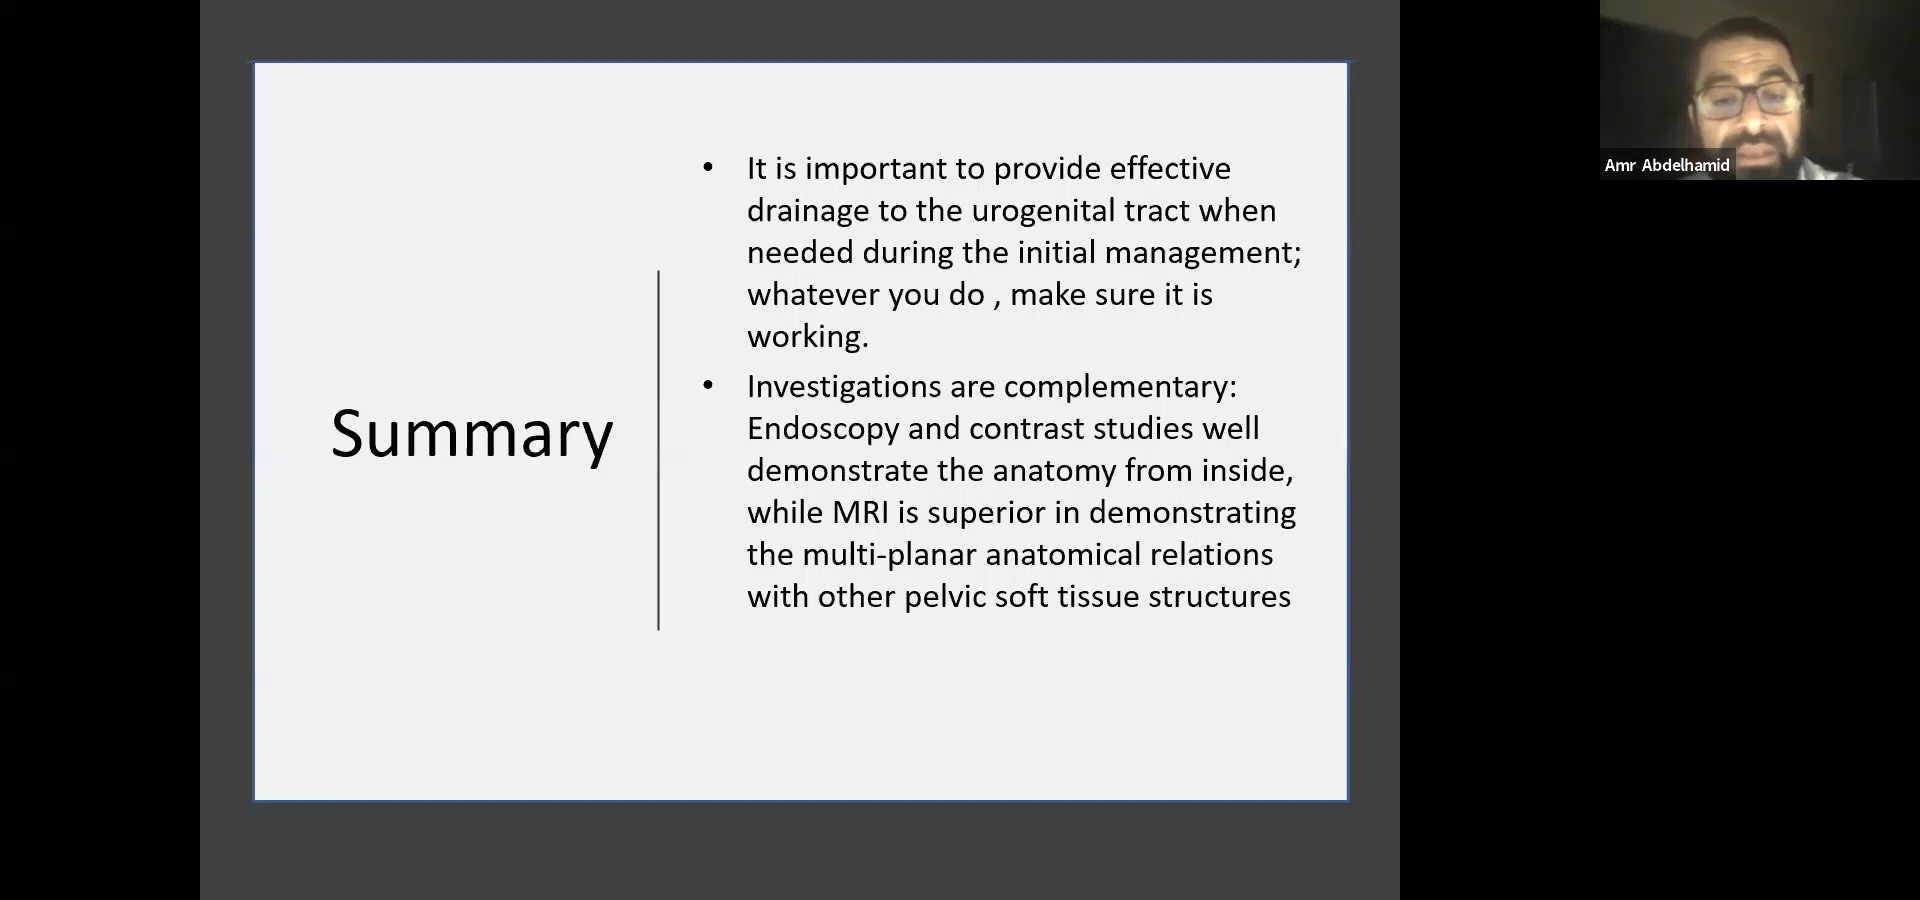 Summary
• It is important to provide effective
drainage to the urogenital tract when
needed during the initial management;
whatever you do , make sure it is
working.
• Investigations are complementary:
Endoscopy and contrast studies well
demonstrate the anatomy from inside,
while MRI is superior in demonstrating
the multi-planar anatomical relations
with other pelvic soft tissue structures
Amr Abdelhamid